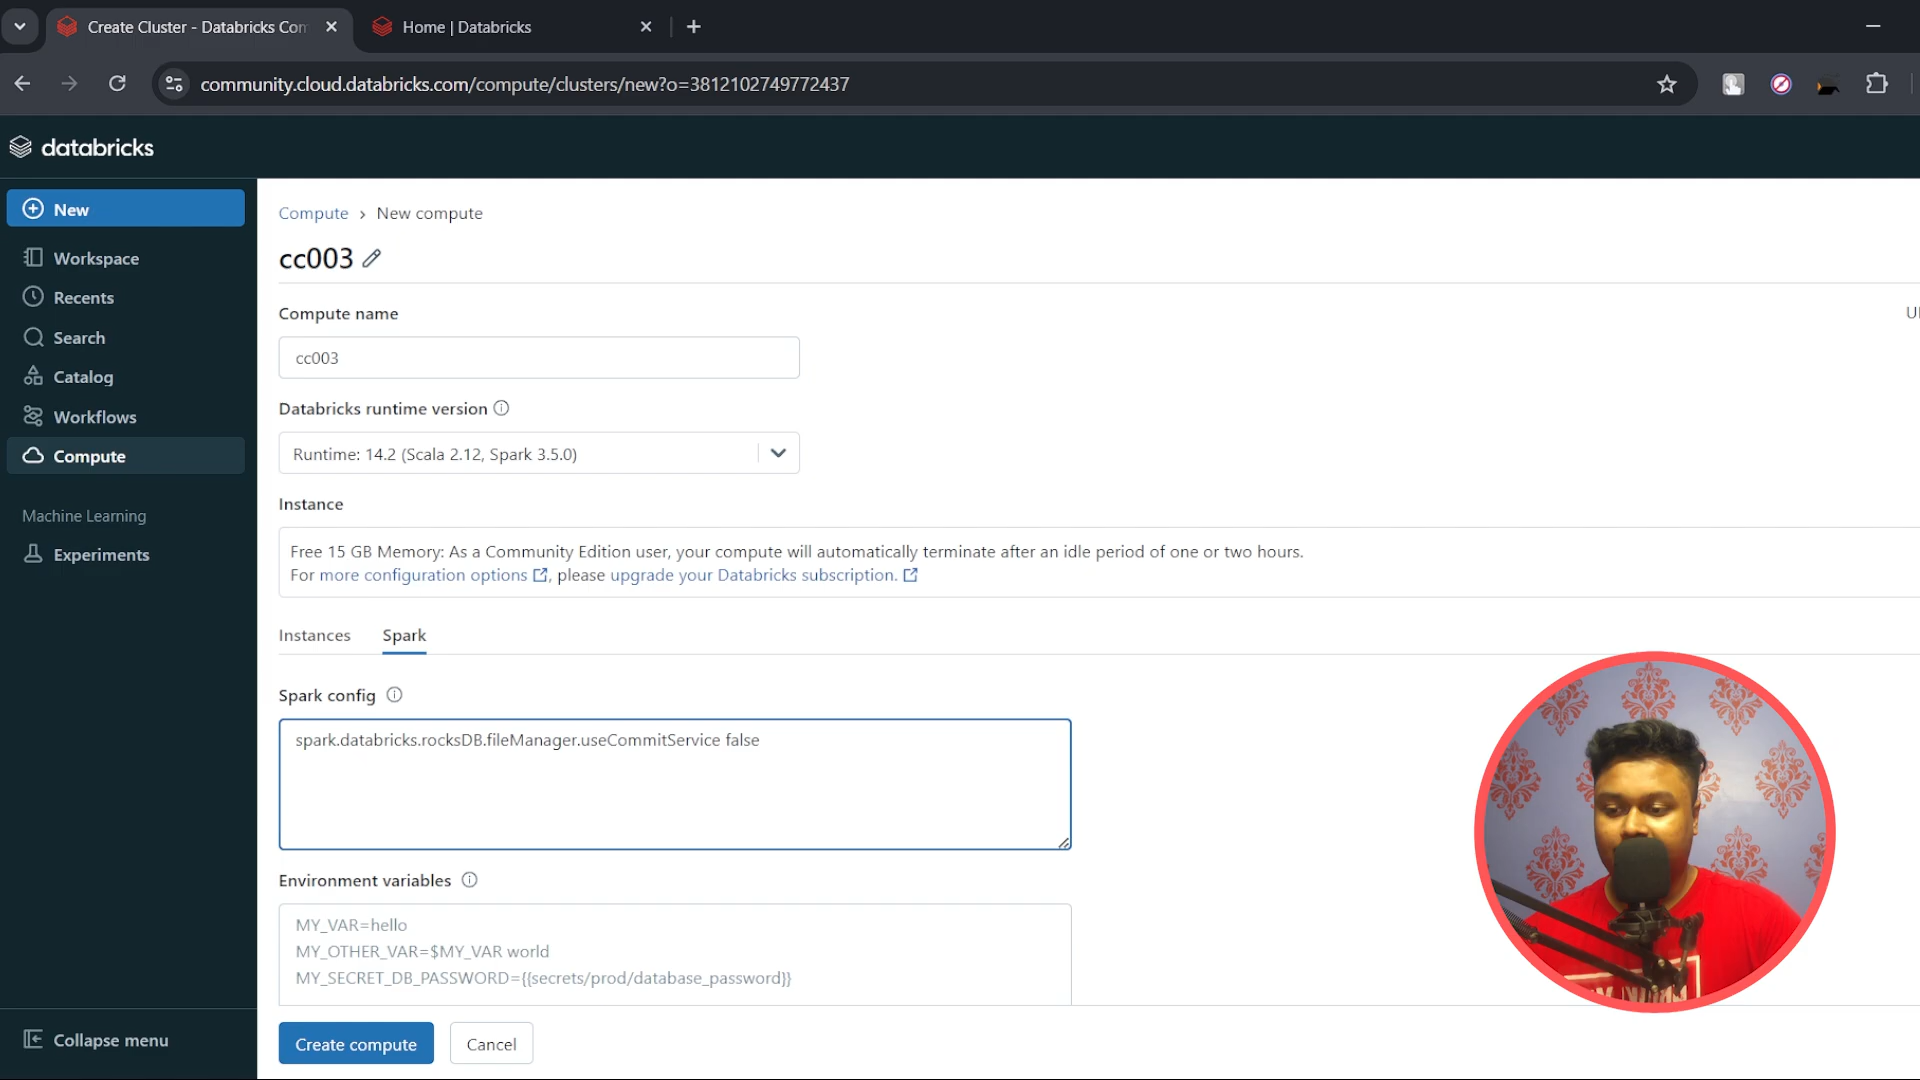 Create Cluster - Databricks Con
Home | Databricks
community.cloud.databricks.com/compute/clusters/new?o=3812102749772437
databricks
New
Workspace
Recents
Search
Catalog
Workflows
Compute
Machine Learning
Experiments
Collapse menu
Compute › New compute
cc003
Compute name
UI
cc003
Databricks runtime version
Runtime: 14.2 (Scala 2.12, Spark 3.5.0)
Instance
Free 15 GB Memory: As a Community Edition user, your compute will automatically terminate after an idle period of one or two hours.
For more configuration options, please upgrade your Databricks subscription.
Instances Spark
Spark config
spark.databricks.rocksDB.fileManager.useCommitService false
Environment variables
MY_VAR=hello
MY_OTHER_VAR=$MY_VAR world
MY_SECRET_DB_PASSWORD={{secrets/prod/database_password}}
Create compute Cancel